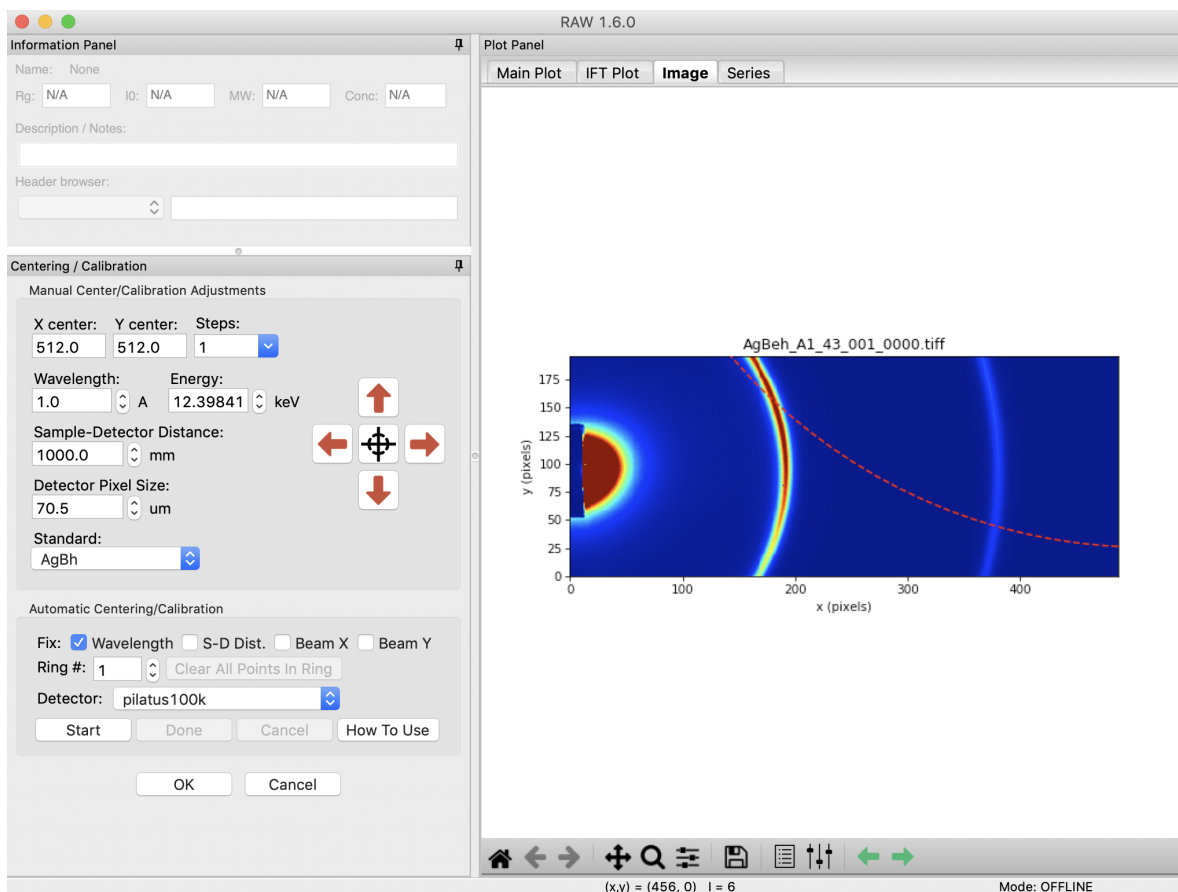 RAW 1.6.0
Information Panel
Name: None
Rg: N/A I0: N/A MW: N/A Conc: N/A
Description / Notes:
Header browser:
Centering / Calibration
Manual Center/Calibration Adjustments
X center: Y center: Steps:
512.0 512.0 1
Wavelength: Energy:
1.0 A 12.39841 keV
Sample-Detector Distance:
1000.0 mm
Detector Pixel Size:
70.5 um
Standard:
AgBh
Automatic Centering/Calibration
Fix: Wavelength S-D Dist. Beam X Beam Y
Ring #: 1 Clear All Points In Ring
Detector: pilatus100k
Start Done Cancel How To Use
OK Cancel
Plot Panel
Main Plot IFT Plot Image Series
AgBeh_A1_43_001_0000.tiff
y (pixels)
175
150
125
100
75
50
25
0
0 100 200 300 400
x (pixels)
(x,y) = (456, 0) I = 6
Mode: OFFLINE